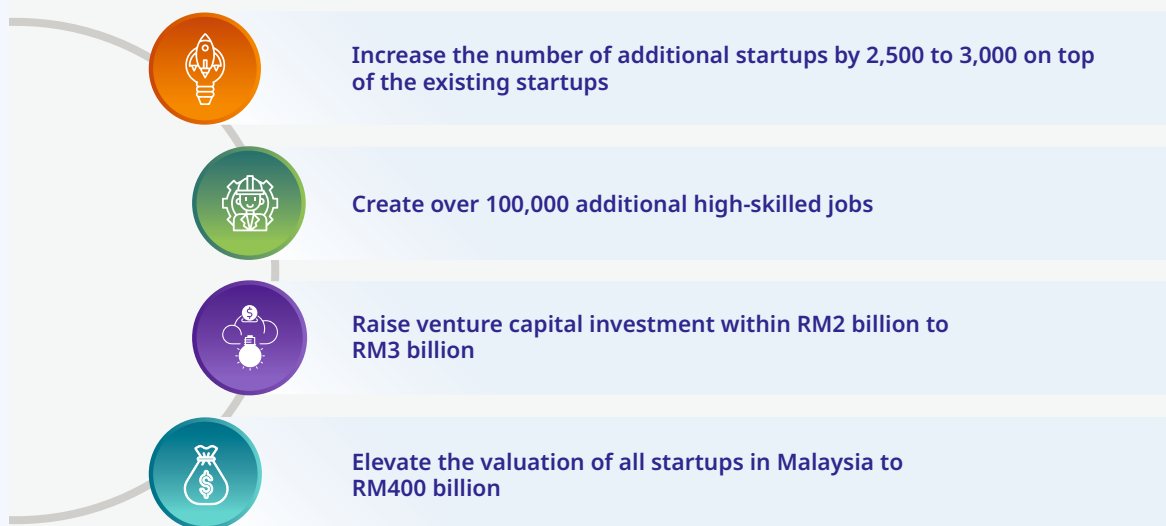 Increase the number of additional startups by 2,500 to 3,000 on top
of the existing startups
Create over 100,000 additional high-skilled jobs
Raise venture capital investment within RM2 billion to
RM3 billion
Elevate the valuation of all startups in Malaysia to
RM400 billion